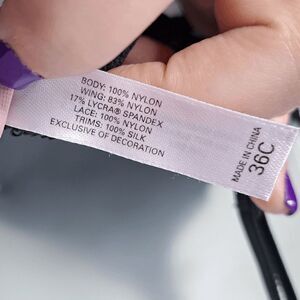 BODY: 100% NYLON
WING: 83% NYLON
17% LYCRA® SPANDEX
LACE: 100% NYLON
TRIMS: 100% SILK
EXCLUSIVE OF DECORATION
MADE IN CHINA
36C